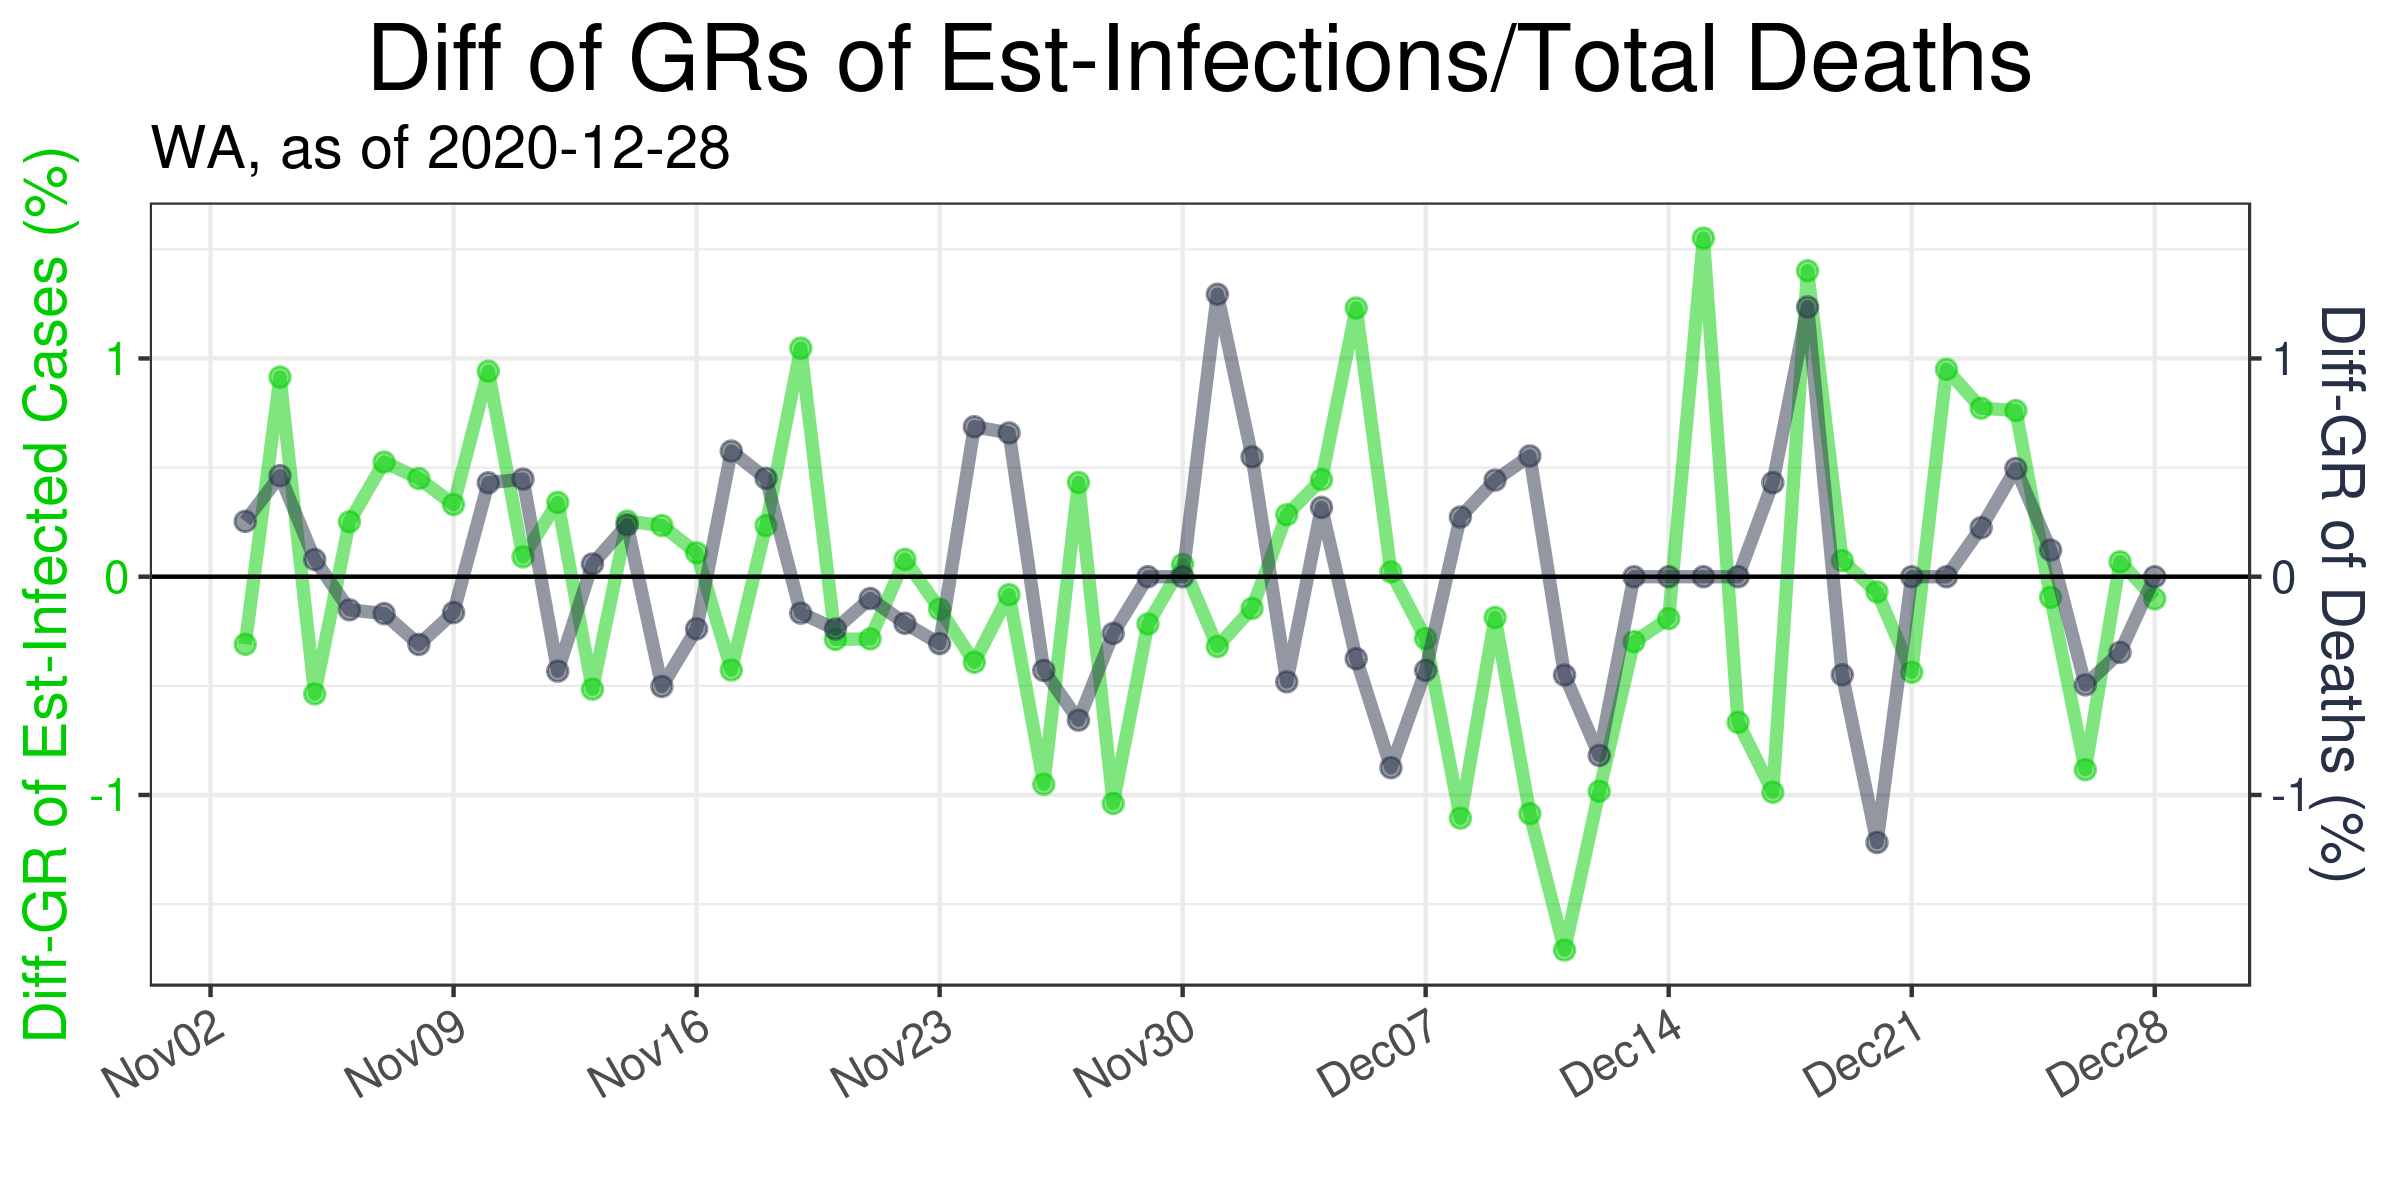 Diff of GRs of Est-Infections/Total Deaths
WA, as of 2020-12-28
Diff-GR of Est-Infected Cases (%)
1
0
-1
1
0
-1
Diff-GR of Deaths (%)
Nov02
Nov09
Nov16
Nov23
Nov30
Dec07
Dec14
Dec21
Dec28